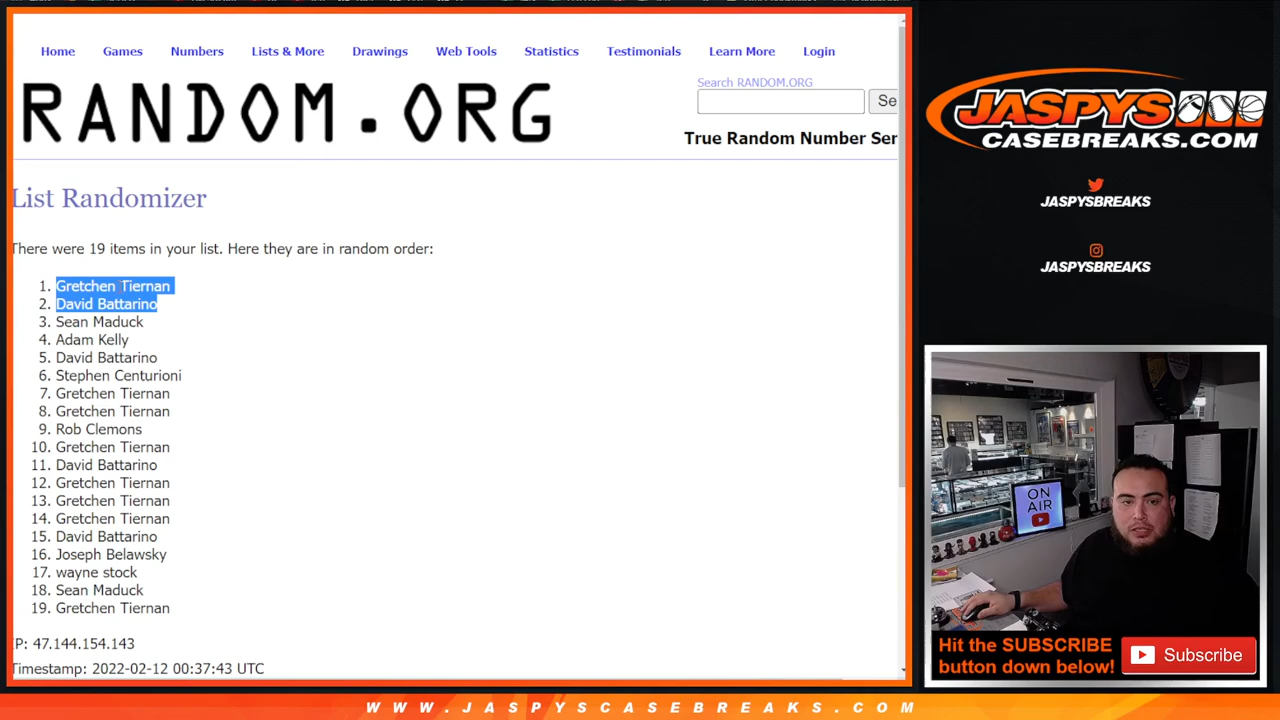 Home Games Numbers Lists & More Drawings Web Tools Statistics Testimonials Learn More Login
Search RANDOM.ORG
RANDOM.ORG
Se
True Random Number Ser
List Randomizer
There were 19 items in your list. Here they are in random order:
1. Gretchen Tiernan
2. David Battarino
3. Sean Maduck
4. Adam Kelly
5. David Battarino
6. Stephen Centurioni
7. Gretchen Tiernan
8. Gretchen Tiernan
9. Rob Clemons
10. Gretchen Tiernan
11. David Battarino
12. Gretchen Tiernan
13. Gretchen Tiernan
14. Gretchen Tiernan
15. David Battarino
16. Joseph Belawsky
17. wayne stock
18. Sean Maduck
19. Gretchen Tiernan
IP: 47.144.154.143
Timestamp: 2022-02-12 00:37:43 UTC
JASPYS
CASEBREAKS.COM
JASPYSBREAKS
JASPYSBREAKS
ON
AIR
Hit the SUBSCRIBE
button down below!
Subscribe
WWW.JASPYSCASEBREAKS.COM